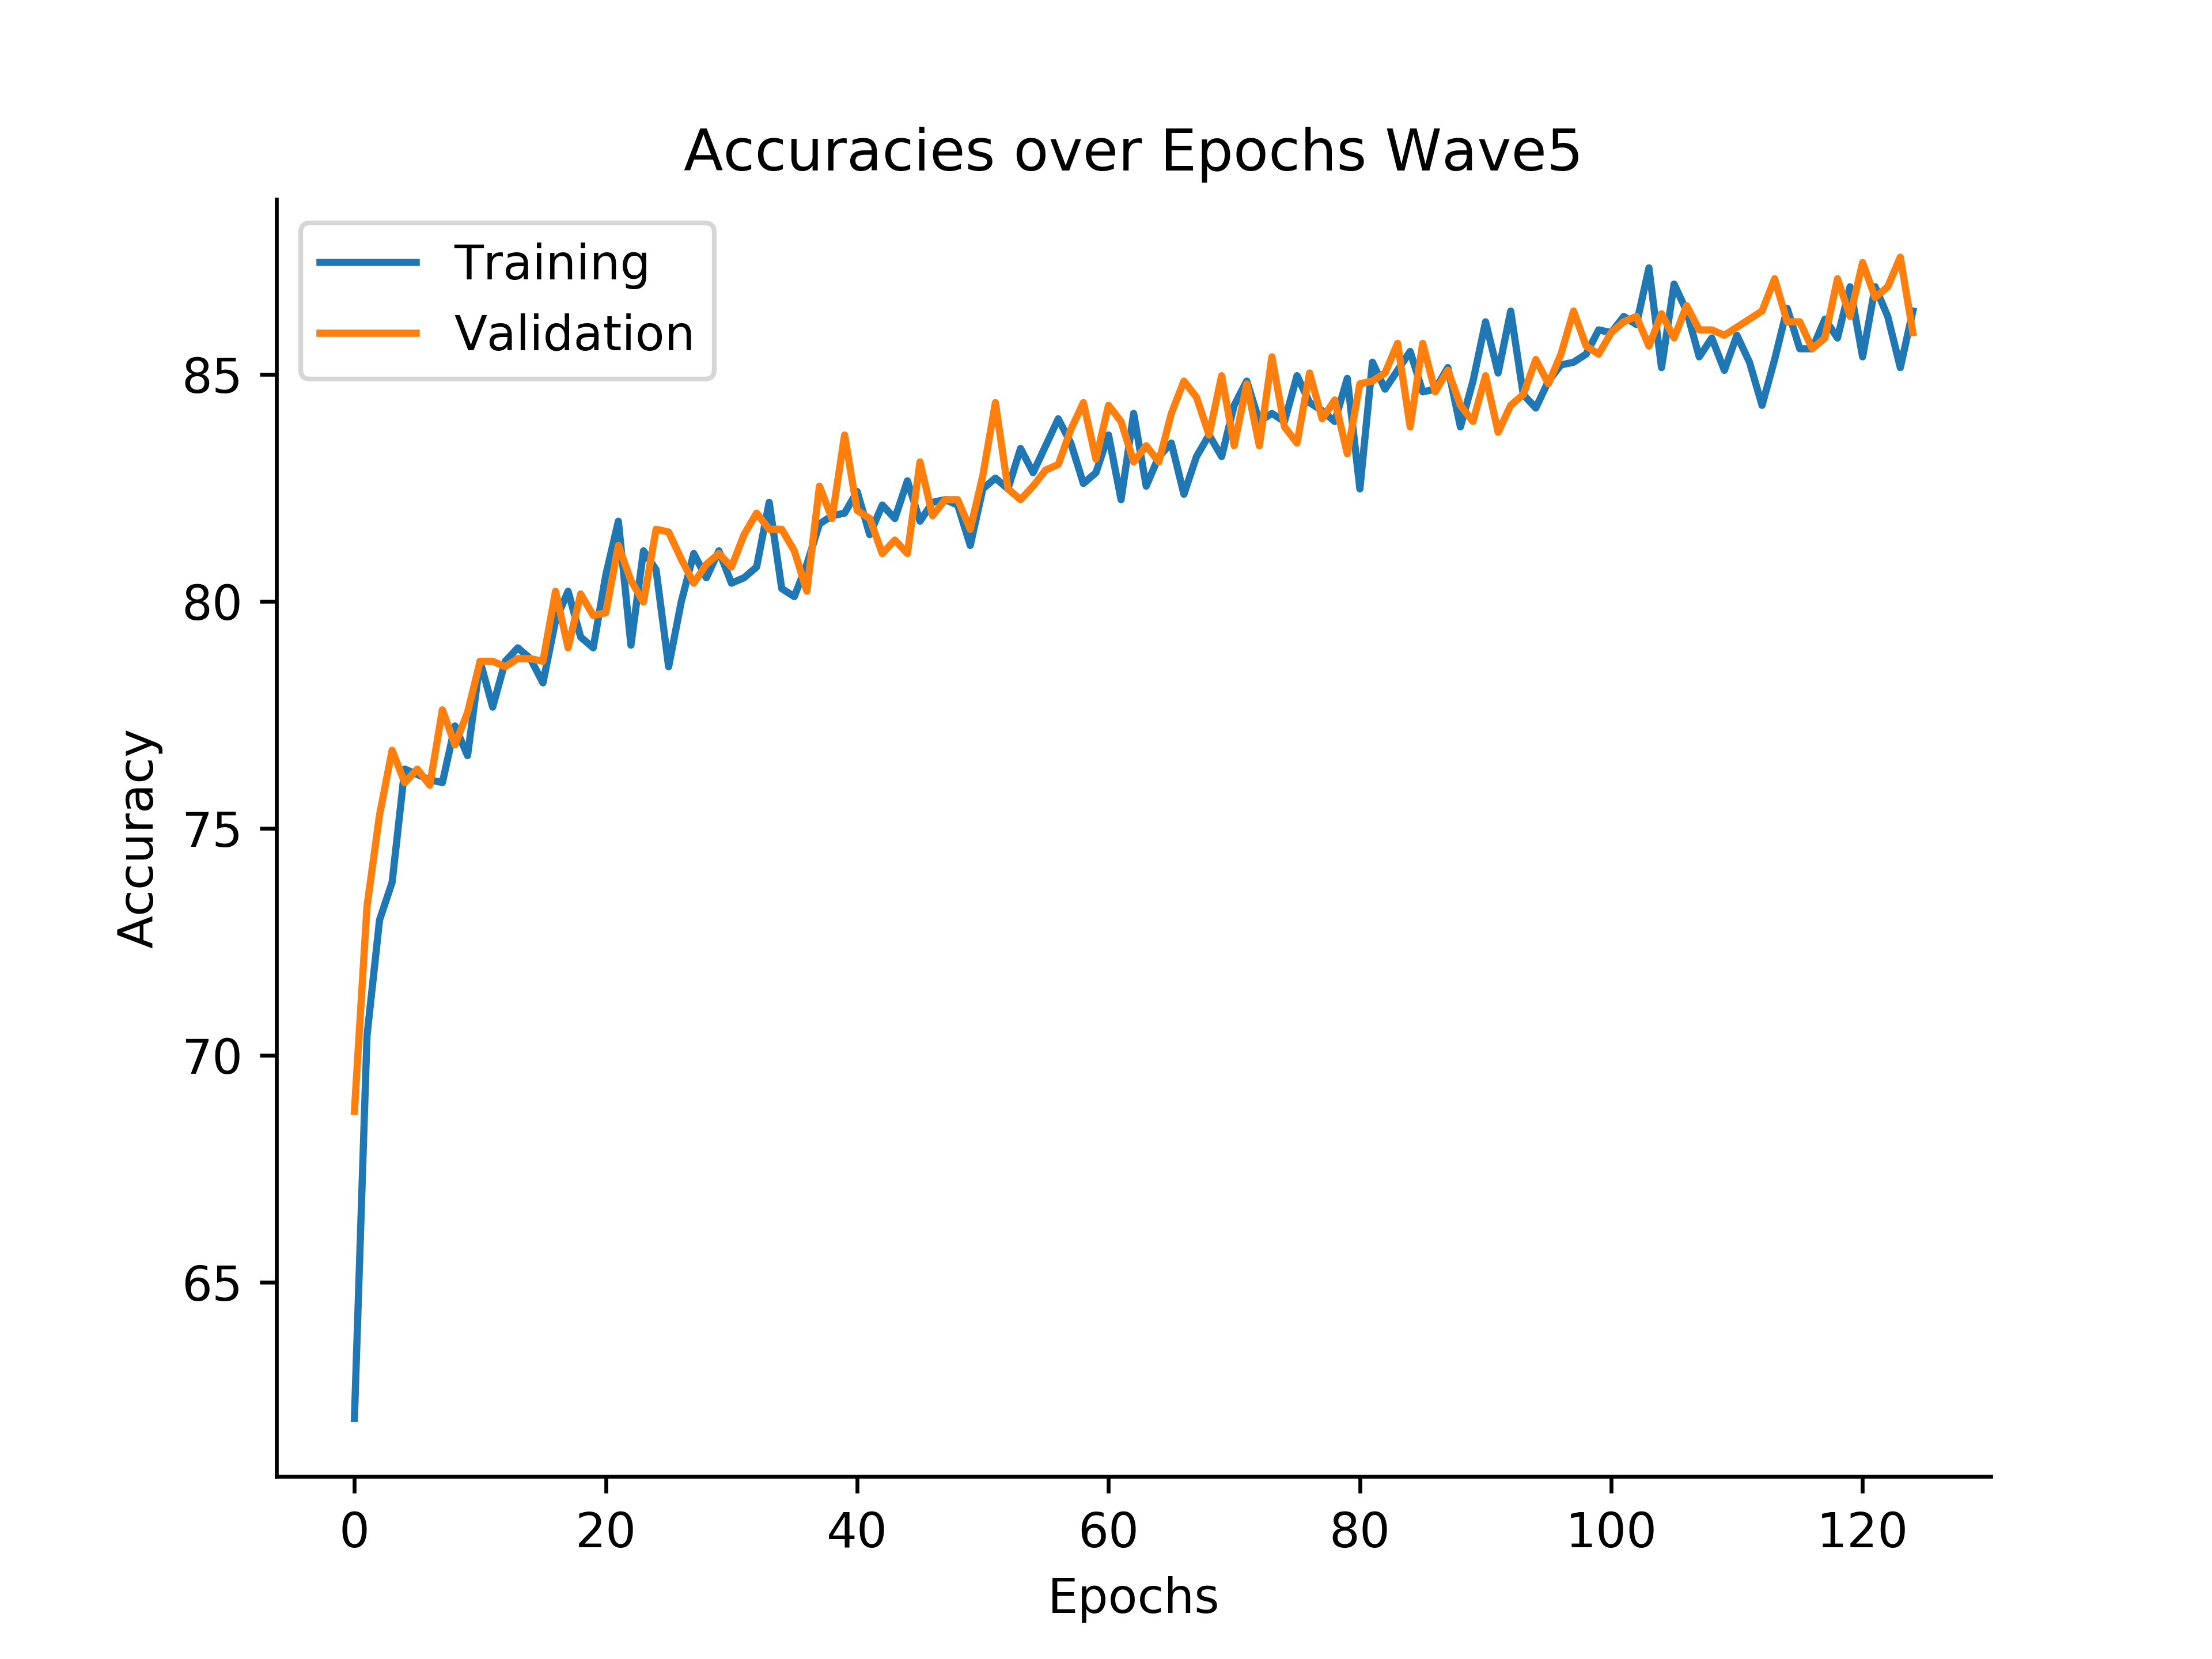 Accuracies over Epochs Wave5
Training
Validation
85
80
75
70
65
Accuracy
0 20 40 60 80 100 120
Epochs